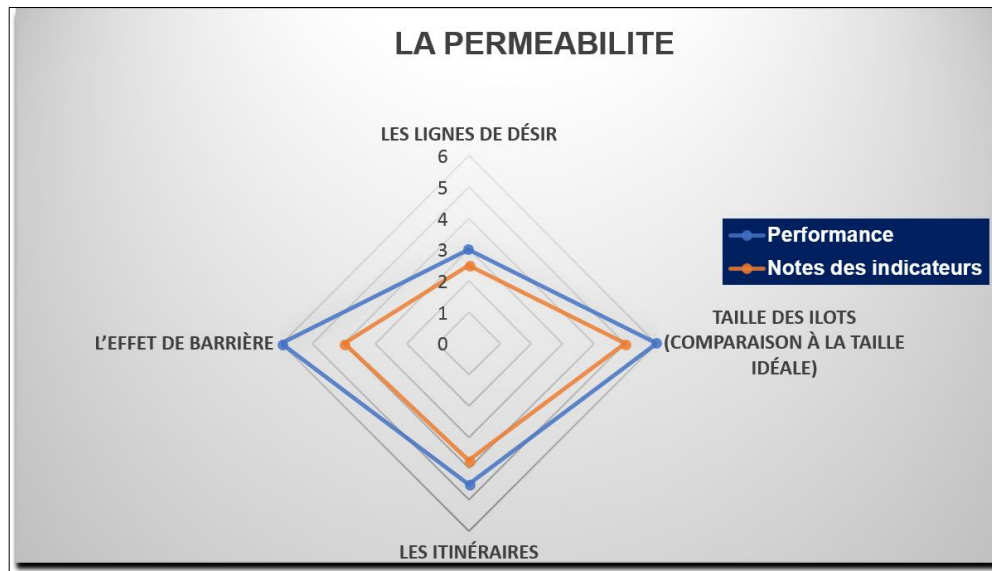 LA PERMEABILITE
LES LIGNES DE DÉSIR
6
5
4
3
2
1
0
Performance
Notes des indicateurs
L’EFFET DE BARRIÈRE
TAILLE DES ILOTS
(COMPARAISON À LA TAILLE
IDÉALE)
LES ITINÉRAIRES